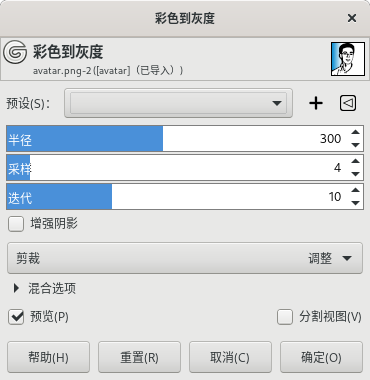 彩色到灰度
彩色到灰度
avatar.png-2 ([avatar]（已导入）)
预设(S)：
半径 300
采样 4
迭代 10
增强阴影
剪裁 调整
混合选项
预览(P) 分割视图(V)
帮助(H) 重置(R) 取消(C) 确定(O)